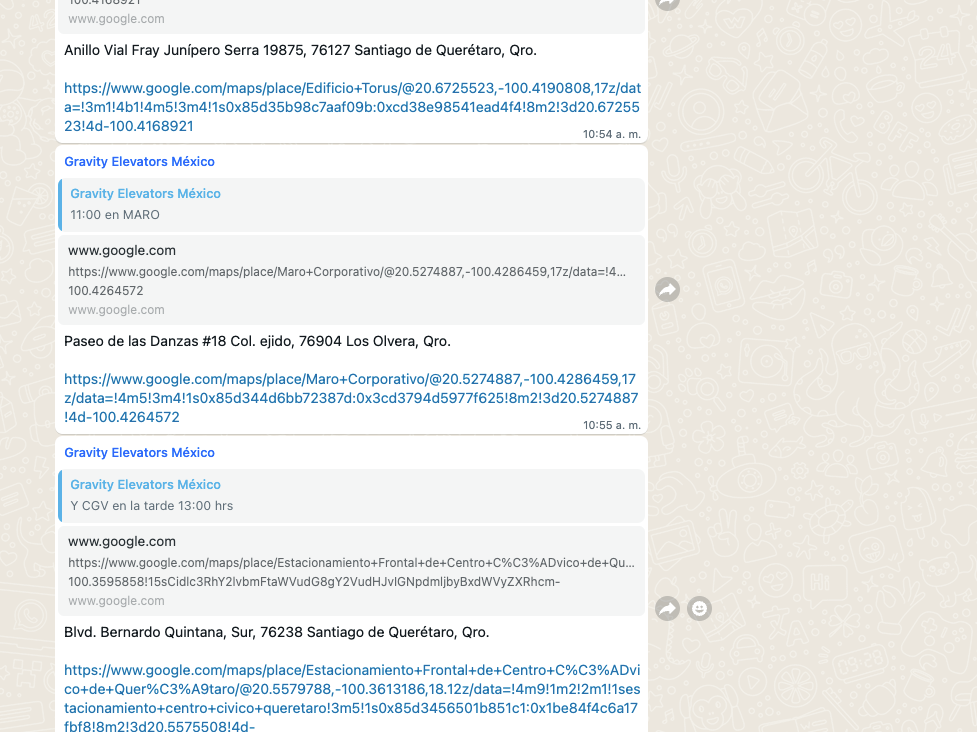 100.4168921
www.google.com
Anillo Vial Fray Junípero Serra 19875, 76127 Santiago de Querétaro, Qro.
https://www.google.com/maps/place/Edificio+Torus/@20.6725523,-100.4190808,17z/dat
a=!3m1!4b1!4m5!3m4!1s0x85d35b98c7aaf09b:0xcd38e98541ead4f4!8m2!3d20.67255
23!4d-100.4168921
10:54 a. m.
Gravity Elevators México
Gravity Elevators México
11:00 en MARO
www.google.com
https://www.google.com/maps/place/Maro+Corporativo/@20.5274887,-100.4286459,17z/data=!4...
100.4264572
www.google.com
Paseo de las Danzas #18 Col. ejido, 76904 Los Olvera, Qro.
https://www.google.com/maps/place/Maro+Corporativo/@20.5274887,-100.4286459,17
z/data=!4m5!3m4!1s0x85d344d6bb72387d:0x3cd3794d5977f625!8m2!3d20.5274887
!4d-100.4264572
10:55 a. m.
Gravity Elevators México
Gravity Elevators México
Y CGV en la tarde 13:00 hrs
www.google.com
https://www.google.com/maps/place/Estacionamiento+Frontal+de+Centro+C%C3%ADvico+de+Qu...
100.3595858!15sCidlc3RhY2lvbmFtaWVudG8gY2VudHJvIGNpdmljbyBxdWVyZXRhcm-
www.google.com
Blvd. Bernardo Quintana, Sur, 76238 Santiago de Querétaro, Qro.
https://www.google.com/maps/place/Estacionamiento+Frontal+de+Centro+C%C3%ADvi
co+de+Quer%C3%A9taro/@20.5579788,-100.3613186,18.12z/data=!4m9!1m2!2m1!1ses
tacionamiento+centro+civico+queretaro!3m5!1s0x85d3456501b851c1:0x1be84f4c6a17
fbf8!8m2!3d20.5575508!4d-